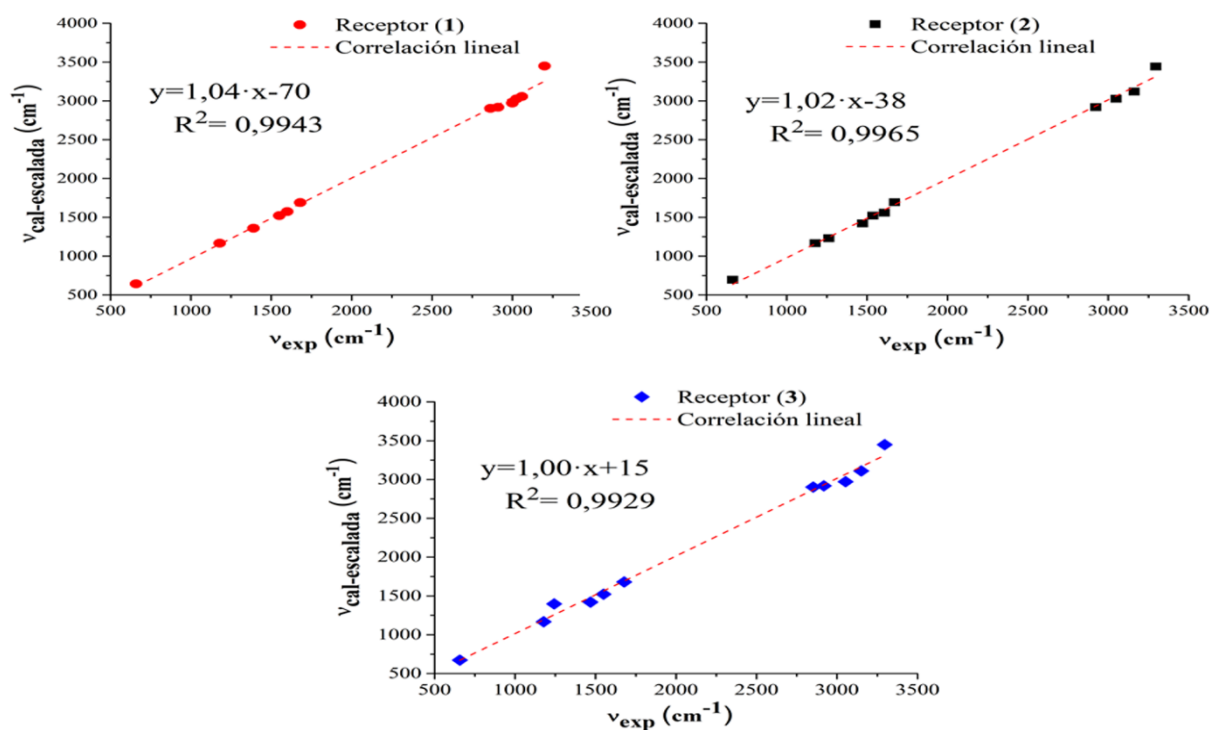 Receptor (1)
Correlación lineal
y=1,04·x-70
R²= 0,9943
4000
3500
3000
2500
2000
1500
1000
500
500 1000 1500 2000 2500 3000 3500
νcal-escalada (cm⁻¹)
νexp (cm⁻¹)
Receptor (2)
Correlación lineal
y=1,02·x-38
R²= 0,9965
4000
3500
3000
2500
2000
1500
1000
500
500 1000 1500 2000 2500 3000 3500
νcal-escalada (cm⁻¹)
νexp (cm⁻¹)
Receptor (3)
Correlación lineal
y=1,00·x+15
R²= 0,9929
4000
3500
3000
2500
2000
1500
1000
500
500 1000 1500 2000 2500 3000 3500
νcal-escalada (cm⁻¹)
νexp (cm⁻¹)